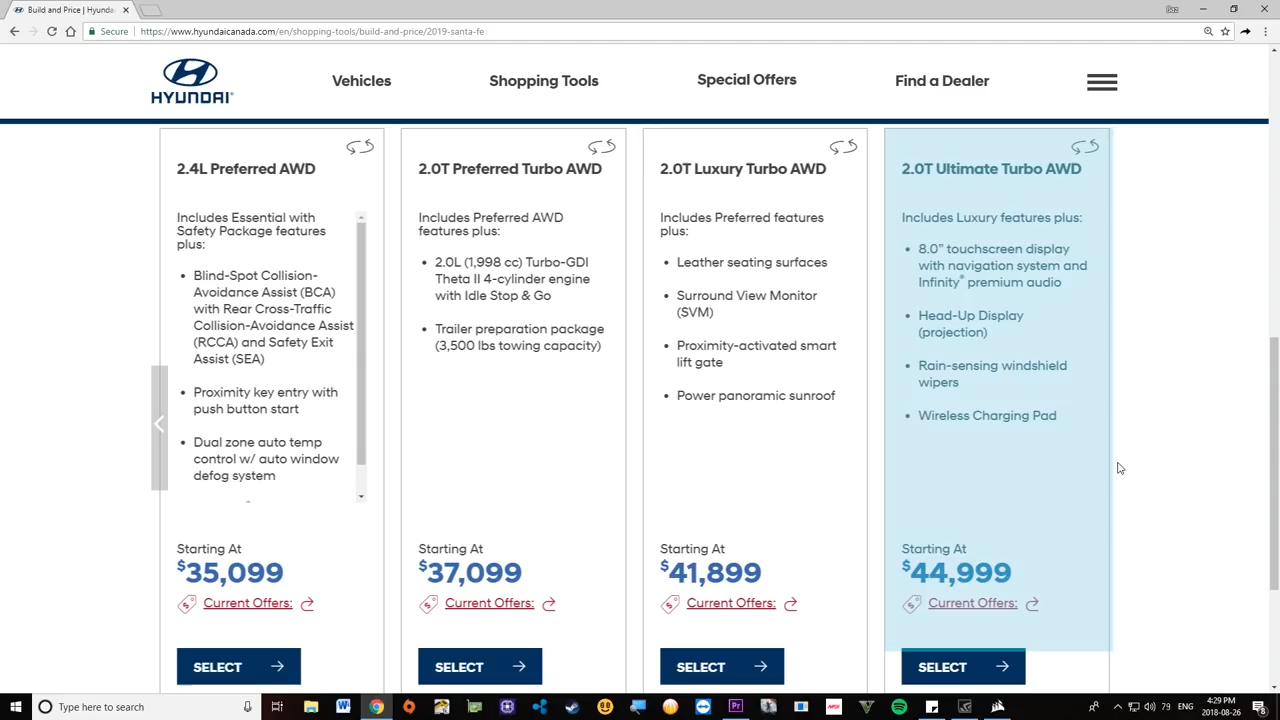 Build and Price | Hyundai
Secure
https://www.hyundaicanada.com/en/shopping-tools/build-and-price/2019-santa-fe
HYUNDAI
Vehicles
Shopping Tools
Special Offers
Find a Dealer
2.4L Preferred AWD
Includes Essential with
Safety Package features
plus:
• Blind-Spot Collision-
Avoidance Assist (BCA)
with Rear Cross-Traffic
Collision-Avoidance Assist
(RCCA) and Safety Exit
Assist (SEA)
• Proximity key entry with
push button start
• Dual zone auto temp
control w/ auto window
defog system
Starting At
$35,099
Current Offers:
SELECT
2.0T Preferred Turbo AWD
Includes Preferred AWD
features plus:
• 2.0L (1,998 cc) Turbo-GDI
Theta II 4-cylinder engine
with Idle Stop & Go
• Trailer preparation package
(3,500 lbs towing capacity)
Starting At
$37,099
Current Offers:
SELECT
2.0T Luxury Turbo AWD
Includes Preferred features
plus:
• Leather seating surfaces
• Surround View Monitor
(SVM)
• Proximity-activated smart
lift gate
• Power panoramic sunroof
Starting At
$41,899
Current Offers:
SELECT
2.0T Ultimate Turbo AWD
Includes Luxury features plus:
• 8.0” touchscreen display
with navigation system and
Infinity® premium audio
• Head-Up Display
(projection)
• Rain-sensing windshield
wipers
• Wireless Charging Pad
Starting At
$44,999
Current Offers:
SELECT
Type here to search
ENG
4:29 PM
2018-08-26